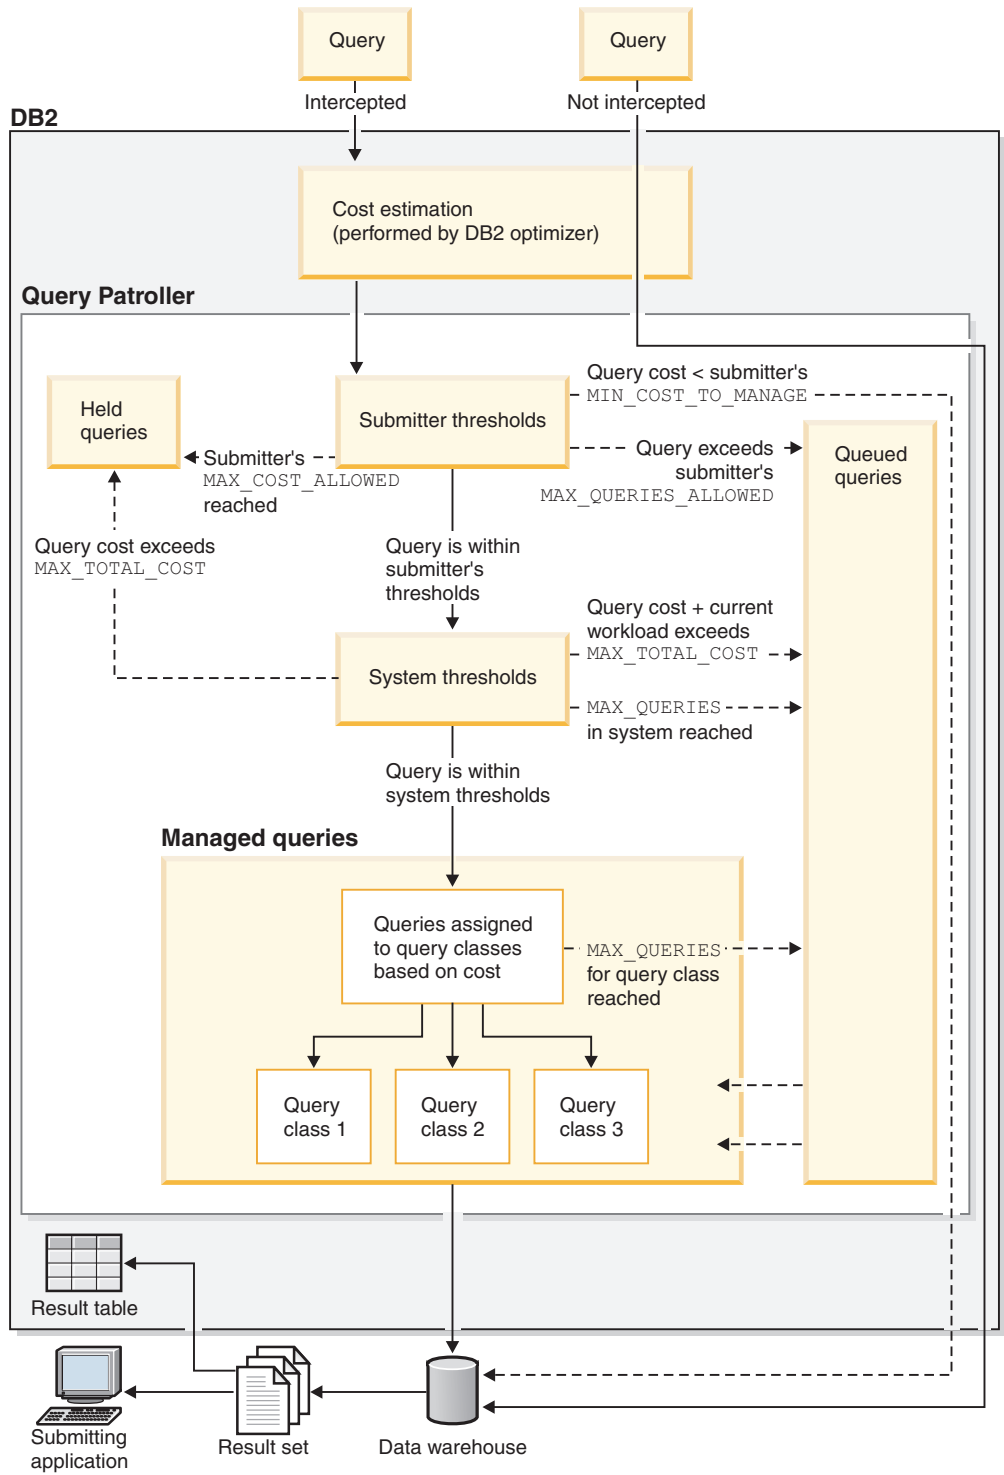 Query
Query
Intercepted
Not intercepted
DB2
Cost estimation
(performed by DB2 optimizer)
Query Patroller
Held
queries
Submitter thresholds
Query cost < submitter's
MIN_COST_TO_MANAGE
Submitter's
MAX_COST_ALLOWED
reached
Query exceeds
submitter's
MAX_QUERIES_ALLOWED
Queued
queries
Query cost exceeds
MAX_TOTAL_COST
Query is within
submitter's
thresholds
Query cost + current
workload exceeds
MAX_TOTAL_COST
System thresholds
MAX_QUERIES
in system reached
Query is within
system thresholds
Managed queries
Queries assigned
to query classes
based on cost
MAX_QUERIES
for query class
reached
Query
class 1
Query
class 2
Query
class 3
Result table
Submitting
application
Result set
Data warehouse